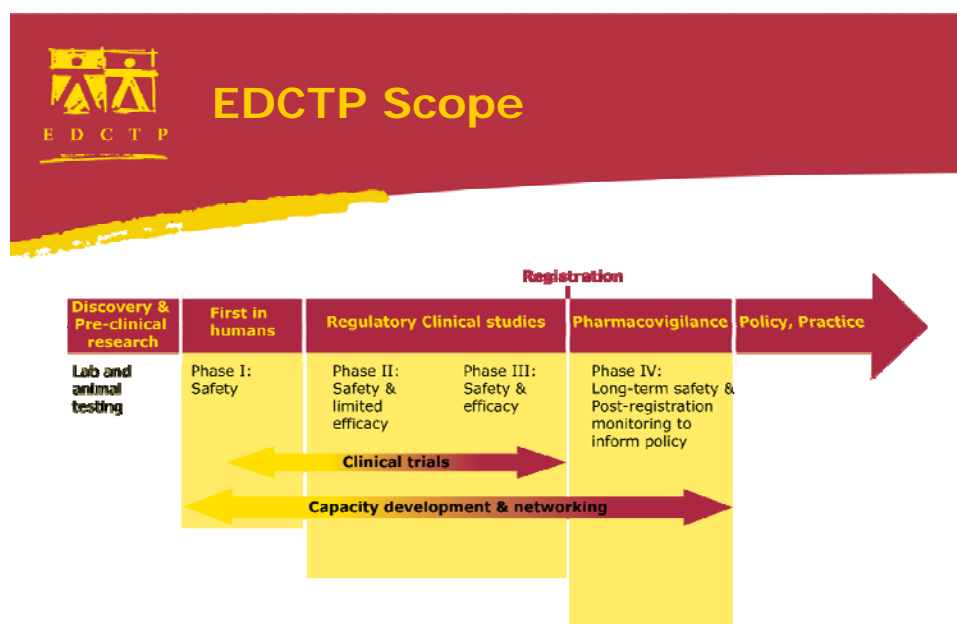 EDCTP Scope
E D C T P
Registration
Discovery &
Pre-clinical
research
First in
humans
Regulatory Clinical studies
Pharmacovigilance
Policy, Practice
Lab and
animal
testing
Phase I:
Safety
Phase II:
Safety &
limited
efficacy
Phase III:
Safety &
efficacy
Phase IV:
Long-term safety &
Post-registration
monitoring to
inform policy
Clinical trials
Capacity development & networking